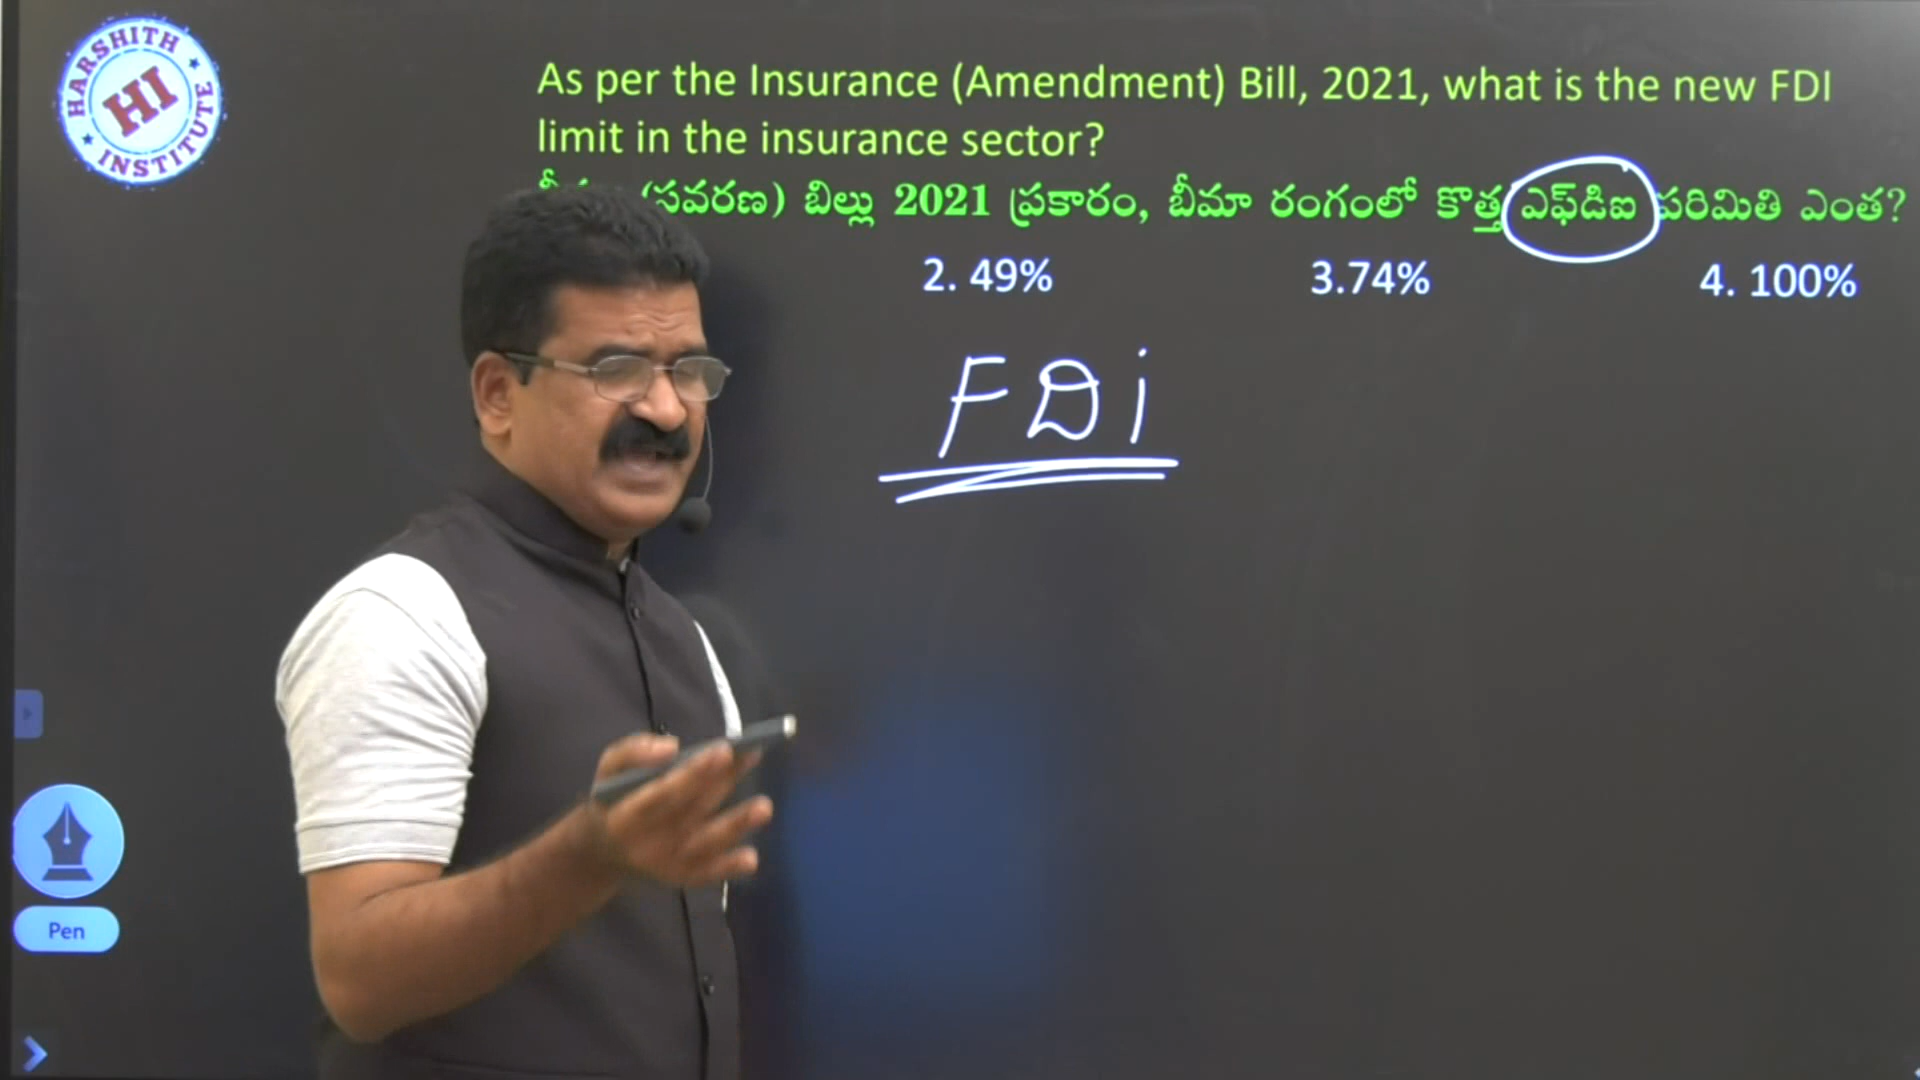 HARSHITH
HI
INSTITUTE
As per the Insurance (Amendment) Bill, 2021, what is the new FDI
limit in the insurance sector?
(సవరణ) బిల్లు 2021 ప్రకారం, బీమా రంగంలో కొత్త ఎఫ్‌డిఐ పరిమితి ఎంత?
2. 49% 3.74% 4. 100%
FDi
Pen